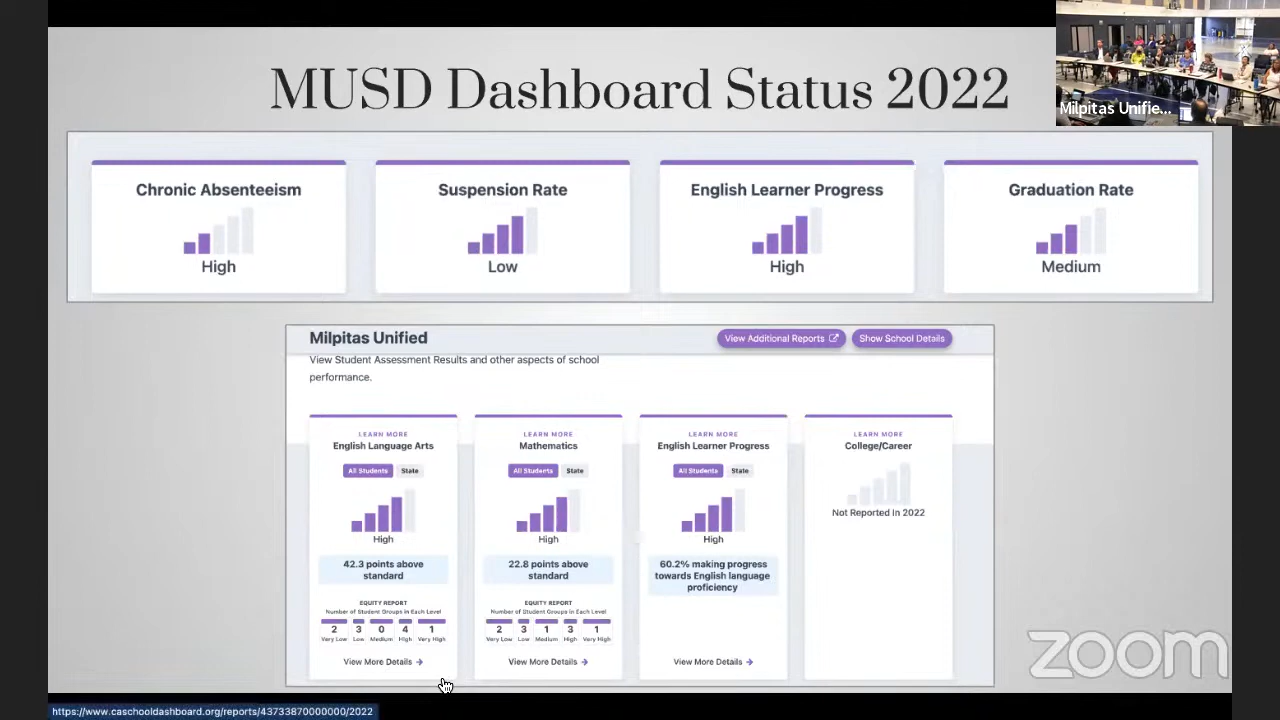 MUSD Dashboard Status 2022
Milpitas Unifie...
Chronic Absenteeism
High
Suspension Rate
Low
English Learner Progress
High
Graduation Rate
Medium
Milpitas Unified
View Additional Reports
Show School Details
View Student Assessment Results and other aspects of school
performance.
LEARN MORE
English Language Arts
All Students State
High
42.3 points above
standard
EQUITY REPORT
Number of Student Groups in Each Level
2 3 0 4 1
Very Low Low Medium High Very High
View More Details
LEARN MORE
Mathematics
All Students State
High
22.8 points above
standard
EQUITY REPORT
Number of Student Groups in Each Level
2 3 1 3 1
Very Low Low Medium High Very High
View More Details
LEARN MORE
English Learner Progress
All Students State
High
60.2% making progress
towards English language
proficiency
View More Details
LEARN MORE
College/Career
Not Reported in 2022
zoom
https://www.caschooldashboard.org/reports/43733870000000/2022